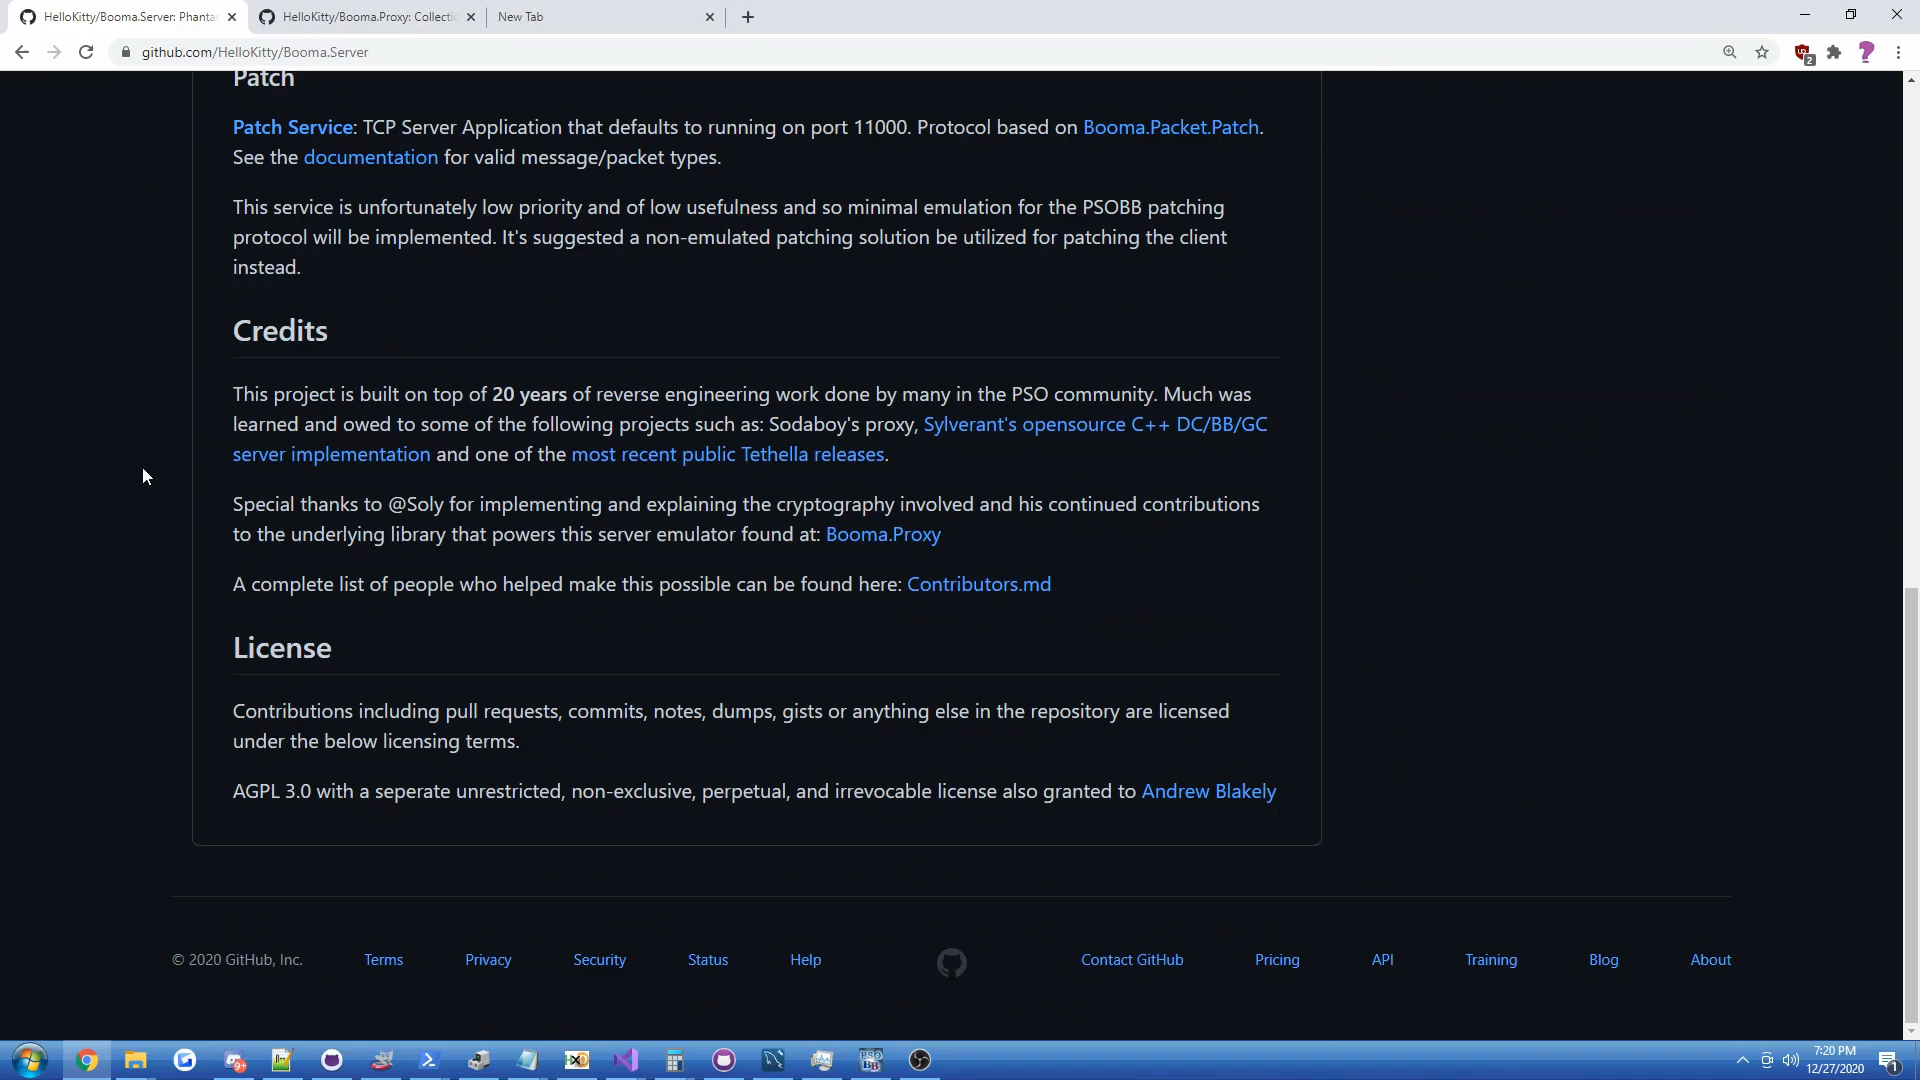 HelloKitty/Booma.Server: Phanta
HelloKitty/Booma.Proxy: Collectio
New Tab
github.com/HelloKitty/Booma.Server
2
Patch
Patch Service: TCP Server Application that defaults to running on port 11000. Protocol based on Booma.Packet.Patch.
See the documentation for valid message/packet types.
This service is unfortunately low priority and of low usefulness and so minimal emulation for the PSOBB patching
protocol will be implemented. It's suggested a non-emulated patching solution be utilized for patching the client
instead.
Credits
This project is built on top of 20 years of reverse engineering work done by many in the PSO community. Much was
learned and owed to some of the following projects such as: Sodaboy's proxy, Sylverant's opensource C++ DC/BB/GC
server implementation and one of the most recent public Tethella releases.
Special thanks to @Soly for implementing and explaining the cryptography involved and his continued contributions
to the underlying library that powers this server emulator found at: Booma.Proxy
A complete list of people who helped make this possible can be found here: Contributors.md
License
Contributions including pull requests, commits, notes, dumps, gists or anything else in the repository are licensed
under the below licensing terms.
AGPL 3.0 with a seperate unrestricted, non-exclusive, perpetual, and irrevocable license also granted to Andrew Blakely
© 2020 GitHub, Inc. Terms Privacy Security Status Help Contact GitHub Pricing API Training Blog About
7:20 PM
12/27/2020
1